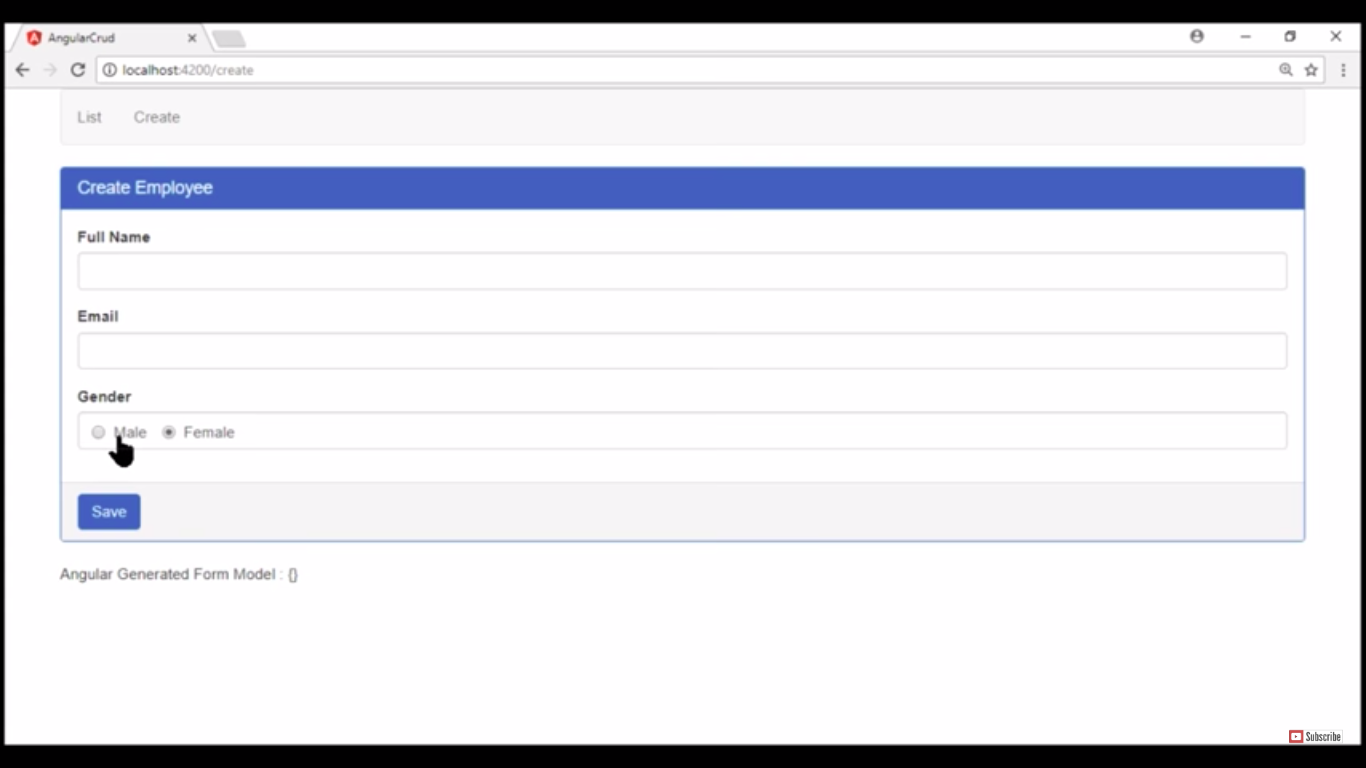 AngularCrud
localhost:4200/create
List Create
Create Employee
Full Name
Email
Gender
Male Female
Save
Angular Generated Form Model : {}
Subscribe